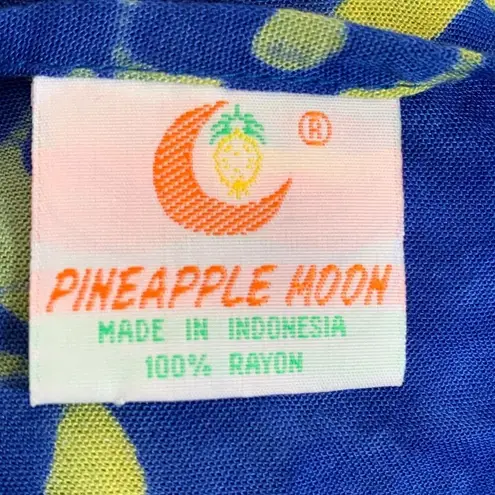 ®
PINEAPPLE MOON
MADE IN INDONESIA
100% RAYON